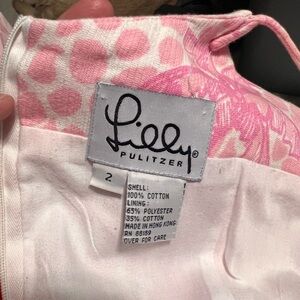 Lilly®
PULITZER
2
SHELL:
100% COTTON
LINING:
65% POLYESTER
35% COTTON
MADE IN HONG KONG
RN 88189
OVER FOR CARE